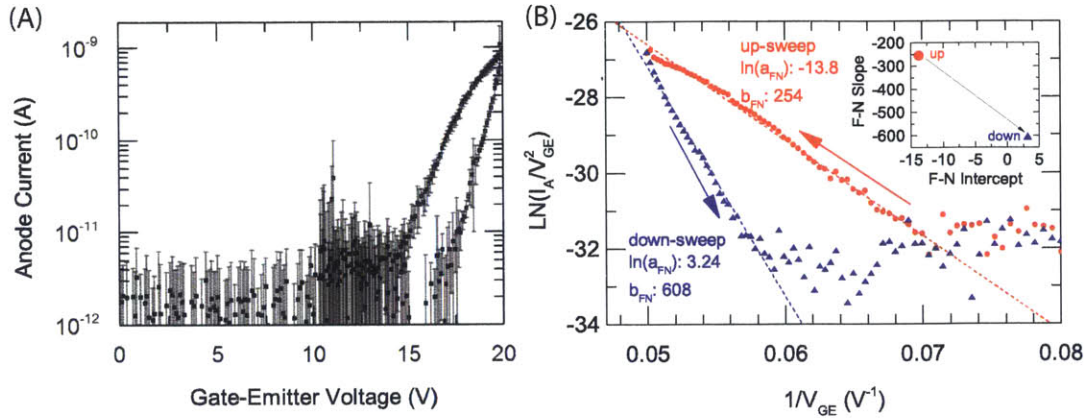 (A)
Anode Current (A)
10⁻⁹
10⁻¹⁰
10⁻¹¹
10⁻¹²
0 5 10 15 20
Gate-Emitter Voltage (V)
(B)
LN(I_A/V²_GE)
-26
-28
-30
-32
-34
up-sweep
ln(a_FN): -13.8
b_FN: 254
down-sweep
ln(a_FN): 3.24
b_FN: 608
F-N Slope
-200
-300
-400
-500
-600
up
down
-15 -10 -5 0 5
F-N Intercept
0.05 0.06 0.07 0.08
1/V_GE (V⁻¹)